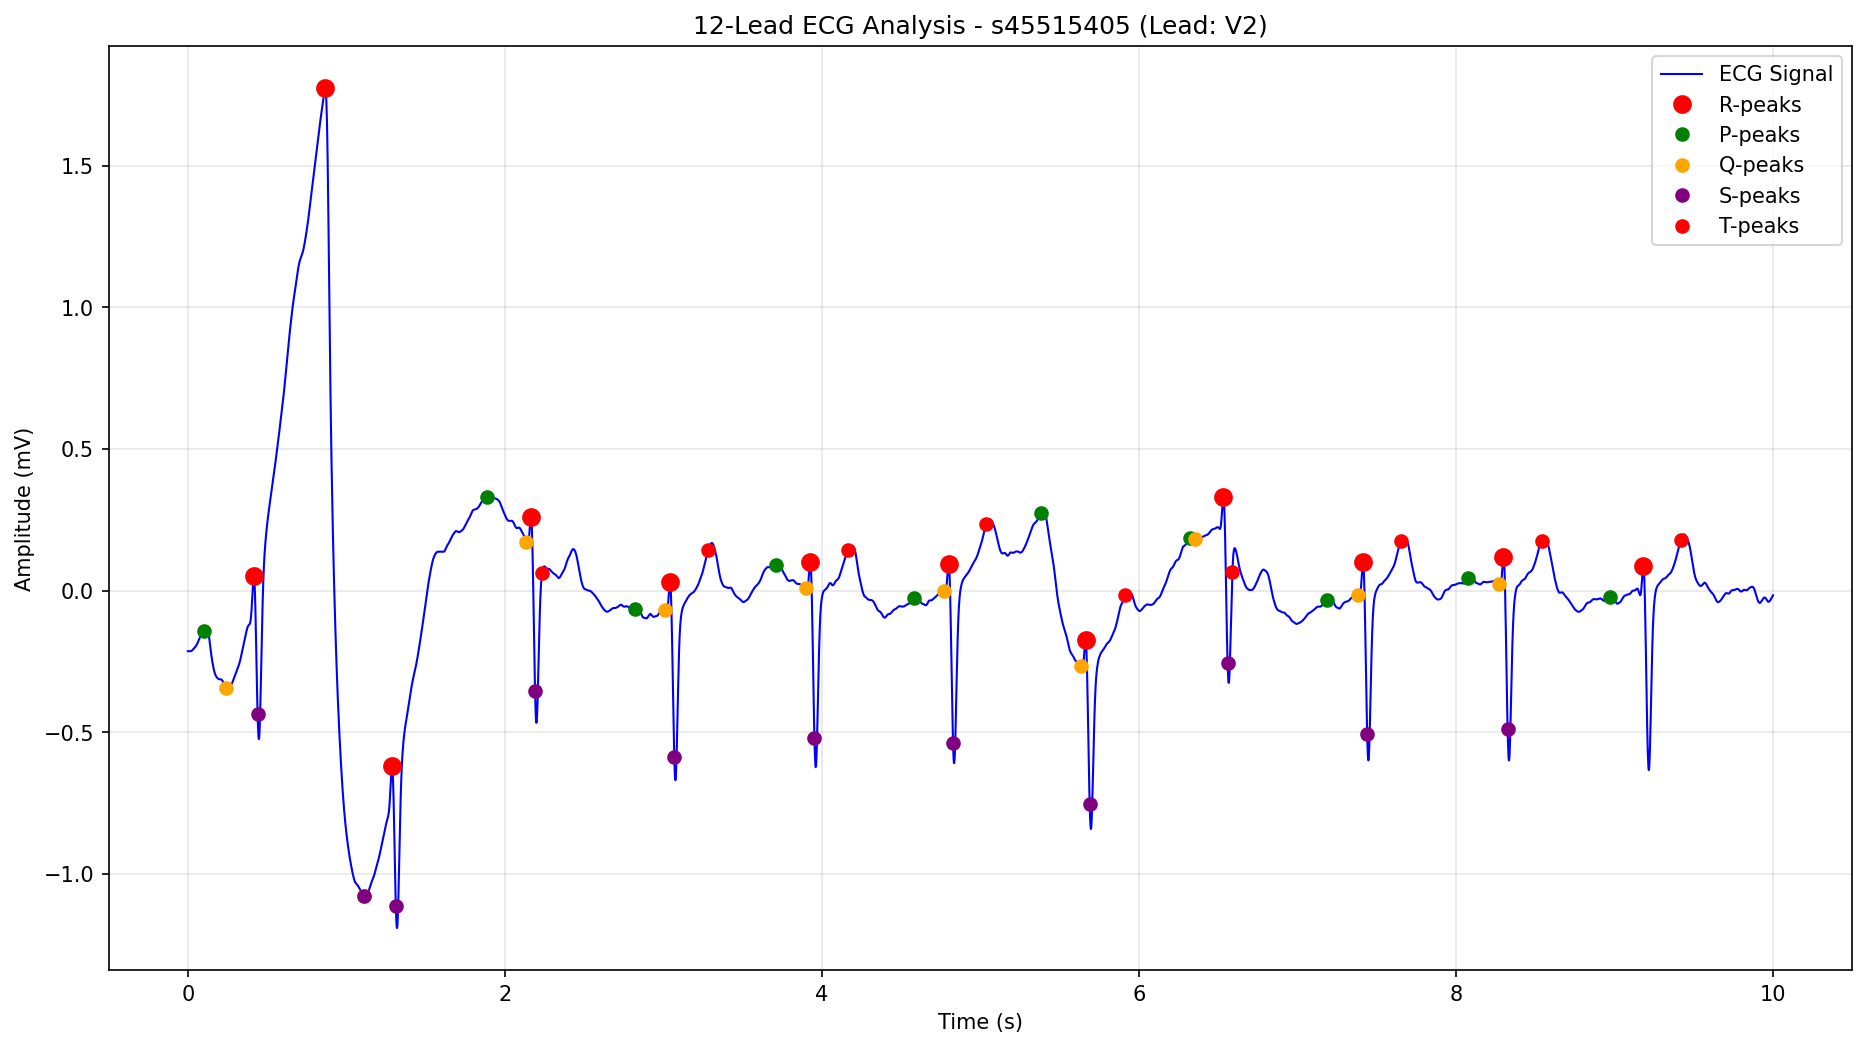 12-Lead ECG Analysis - s45515405 (Lead: V2)
ECG Signal
R-peaks
P-peaks
Q-peaks
S-peaks
T-peaks
Amplitude (mV)
1.5
1.0
0.5
0.0
−0.5
−1.0
0 2 4 6 8 10
Time (s)